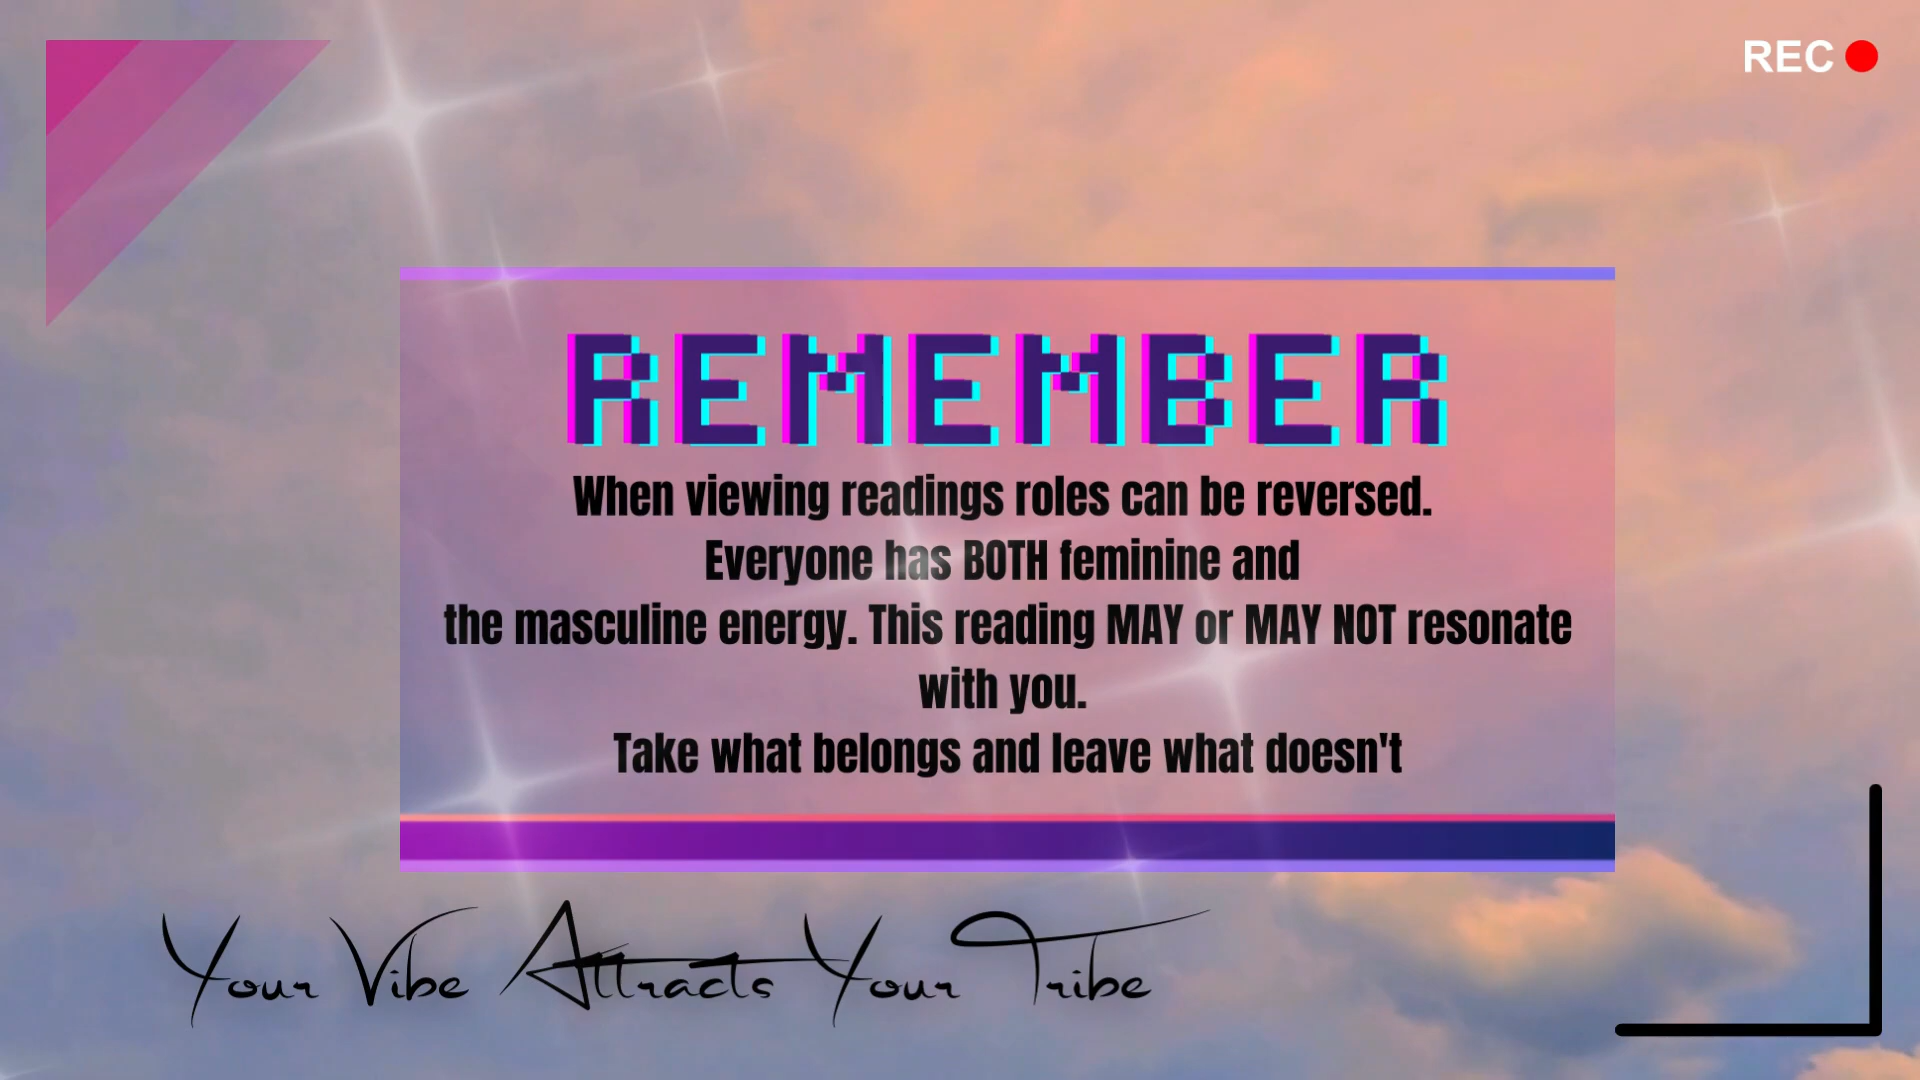 REC
REMEMBER
When viewing readings roles can be reversed.
Everyone has BOTH feminine and
the masculine energy. This reading MAY or MAY NOT resonate
with you.
Take what belongs and leave what doesn't
Your Vibe Attracts Your Tribe